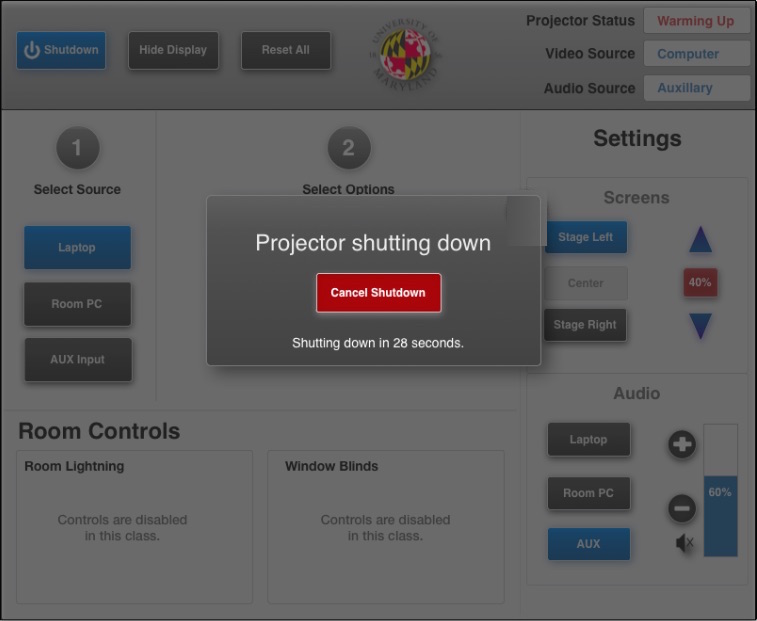 Shutdown
Hide Display
Reset All
UNIVERSITY OF
18 56
MARYLAND
Projector Status
Warming Up
Video Source
Computer
Audio Source
Auxillary
1
Select Source
2
Select Options
Settings
Laptop
Room PC
AUX Input
Projector shutting down
Cancel Shutdown
Shutting down in 28 seconds.
Screens
Stage Left
Center
40%
Stage Right
Audio
Laptop
Room PC
60%
AUX
Room Controls
Room Lightning
Controls are disabled
in this class.
Window Blinds
Controls are disabled
in this class.